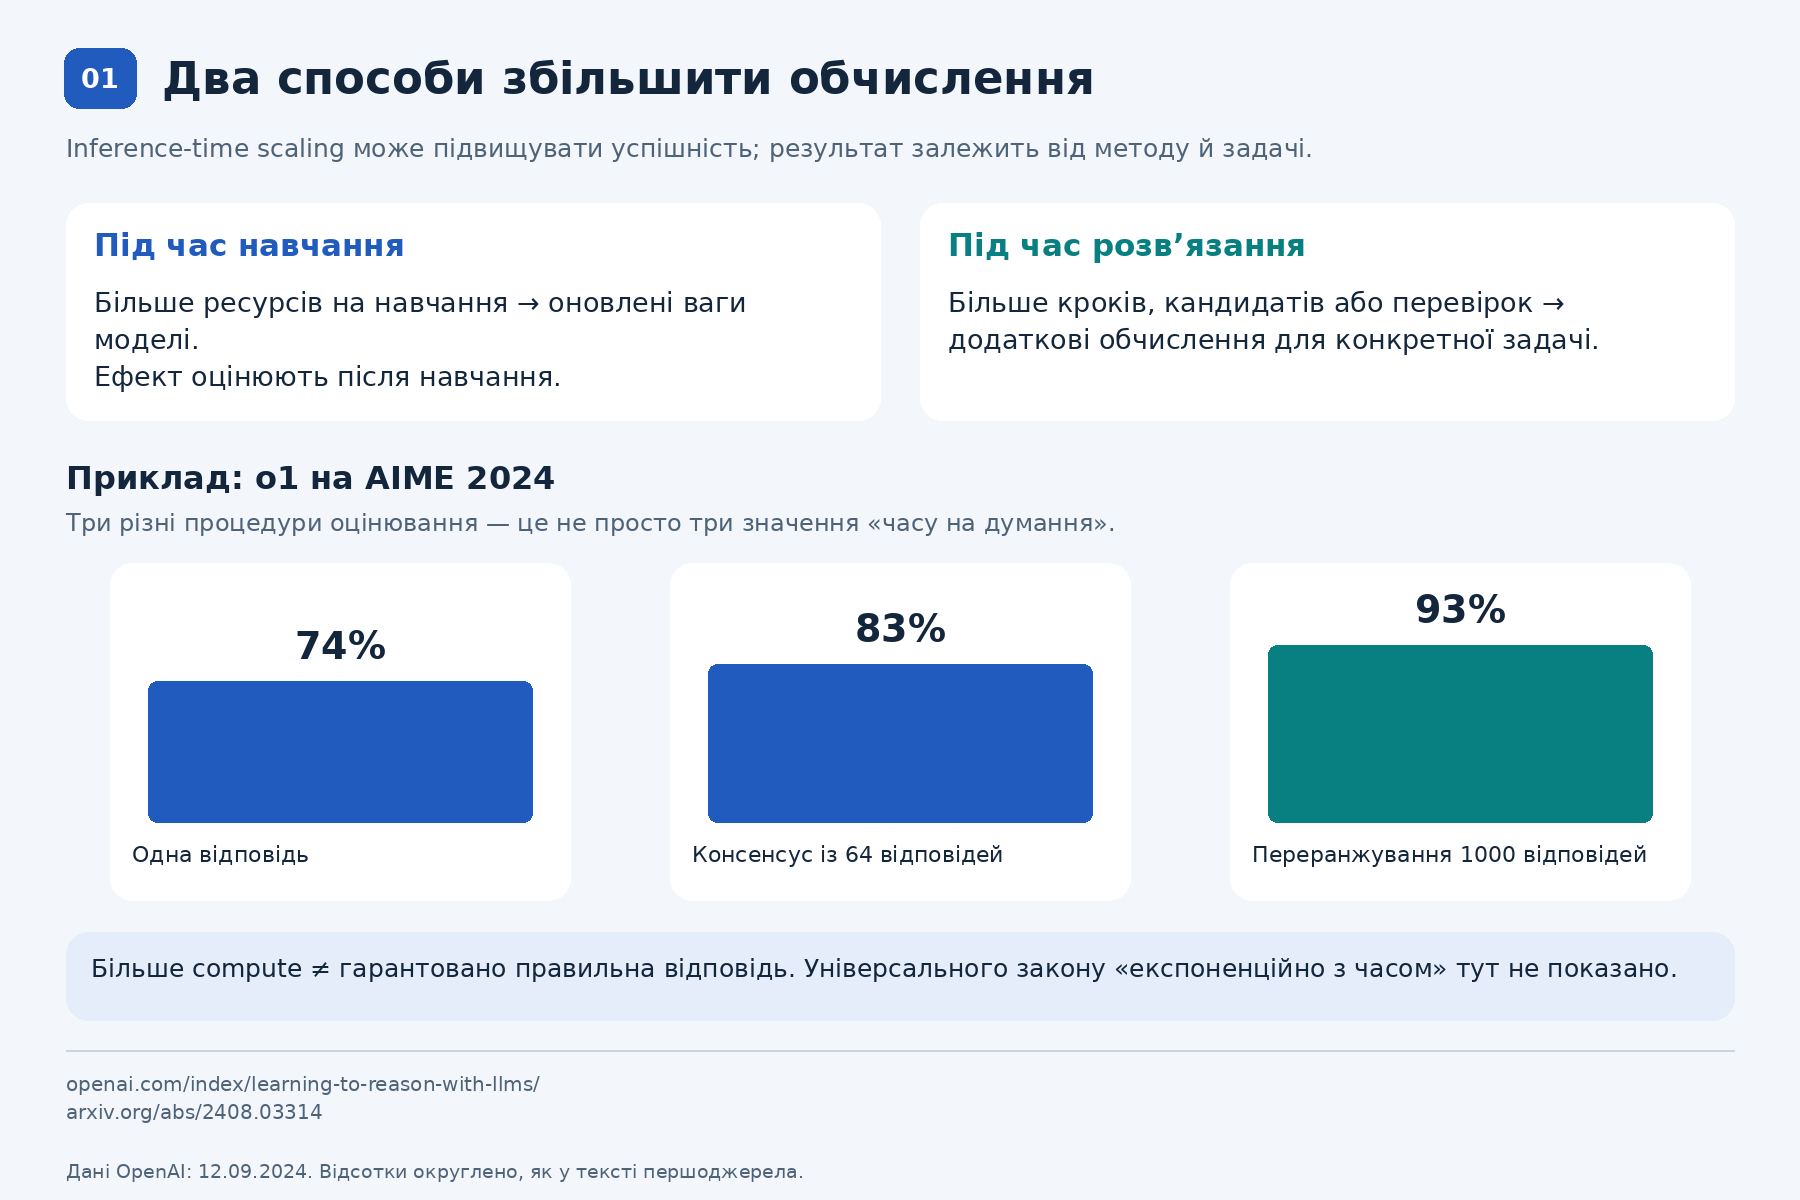 01
Два способи збільшити обчислення
Inference-time scaling може підвищувати успішність; результат залежить від методу й задачі.
Під час навчання
Більше ресурсів на навчання → оновлені ваги
моделі.
Ефект оцінюють після навчання.
Під час розв’язання
Більше кроків, кандидатів або перевірок →
додаткові обчислення для конкретної задачі.
Приклад: o1 на AIME 2024
Три різні процедури оцінювання — це не просто три значення «часу на думання».
74%
Одна відповідь
83%
Консенсус із 64 відповідей
93%
Переранжування 1000 відповідей
Більше compute ≠ гарантовано правильна відповідь. Універсального закону «експоненційно з часом» тут не показано.
openai.com/index/learning-to-reason-with-llms/
arxiv.org/abs/2408.03314
Дані OpenAI: 12.09.2024. Відсотки округлено, як у тексті першоджерела.